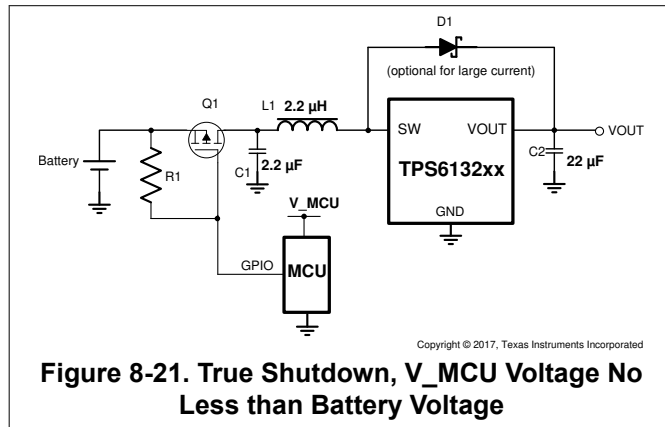 D1
(optional for large current)
Q1
L1 2.2 µH
SW VOUT
VOUT
Battery
TPS6132xx
C2 22 µF
2.2 µF
C1
R1
GND
V_MCU
GPIO
MCU
Copyright © 2017, Texas Instruments Incorporated
Figure 8-21. True Shutdown, V_MCU Voltage No
Less than Battery Voltage